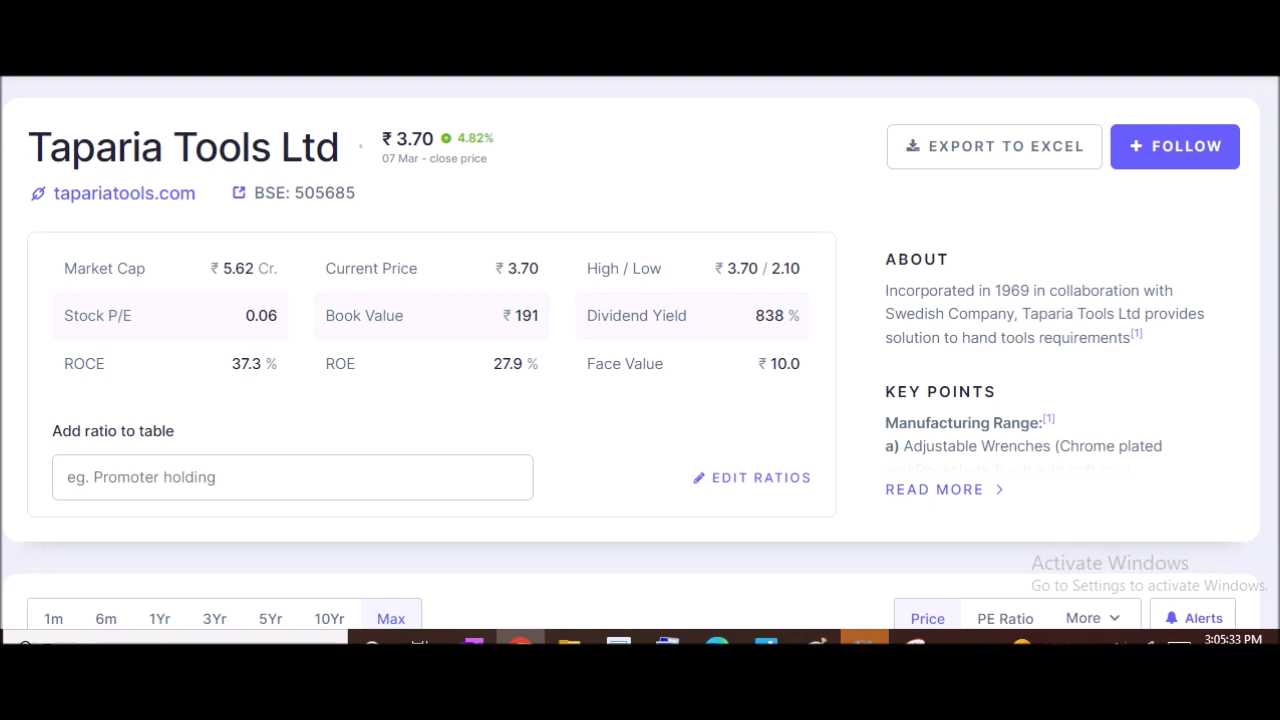 Taparia Tools Ltd · ₹ 3.70 4.82%
07 Mar - close price
EXPORT TO EXCEL
+ FOLLOW
tapariatools.com BSE: 505685
Market Cap ₹ 5.62 Cr.
Current Price ₹ 3.70
High / Low ₹ 3.70 / 2.10
Stock P/E 0.06
Book Value ₹ 191
Dividend Yield 838 %
ROCE 37.3 %
ROE 27.9 %
Face Value ₹ 10.0
Add ratio to table
eg. Promoter holding
EDIT RATIOS
ABOUT
Incorporated in 1969 in collaboration with
Swedish Company, Taparia Tools Ltd provides
solution to hand tools requirements[1]
KEY POINTS
Manufacturing Range:[1]
a) Adjustable Wrenches (Chrome plated
READ MORE
Activate Windows
Go to Settings to activate Windows.
1m 6m 1Yr 3Yr 5Yr 10Yr Max
Price PE Ratio More Alerts
3:05:33 PM